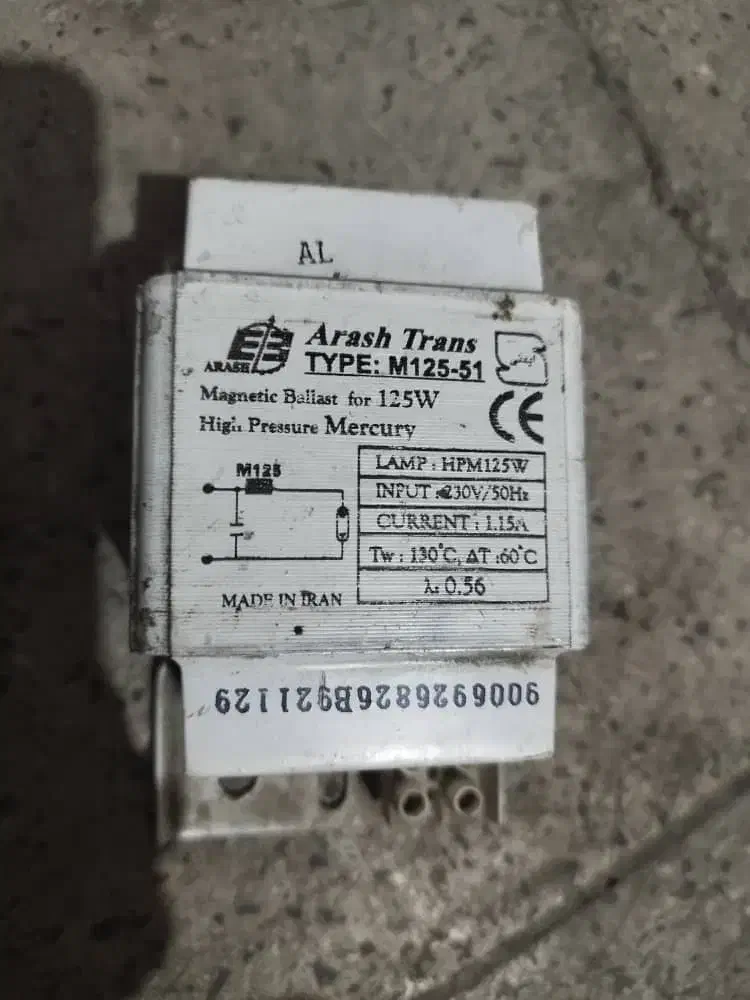 AL
Arash Trans
ARASH
TYPE: M125-51
Magnetic Ballast for 125W
High Pressure Mercury
CE
M125
LAMP : HPM125W
INPUT : 230V/50Hz
CURRENT : 1.15A
Tw : 130°C, ΔT :60°C
λ: 0.56
MADE IN IRAN
9006926826B921129